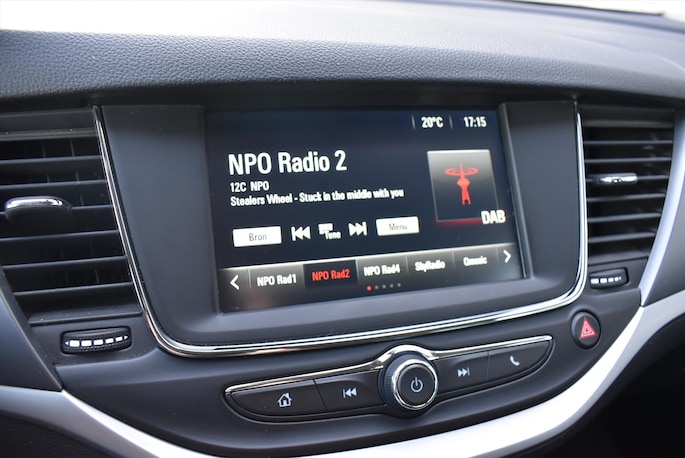 20°C 17:15
NPO Radio 2
12C NPO
Stealers Wheel - Stuck in the middle with you
DAB
Bron Tune Menu
NPO Rad1 NPO Rad2 NPO Rad4 SlyRadio Qmusic